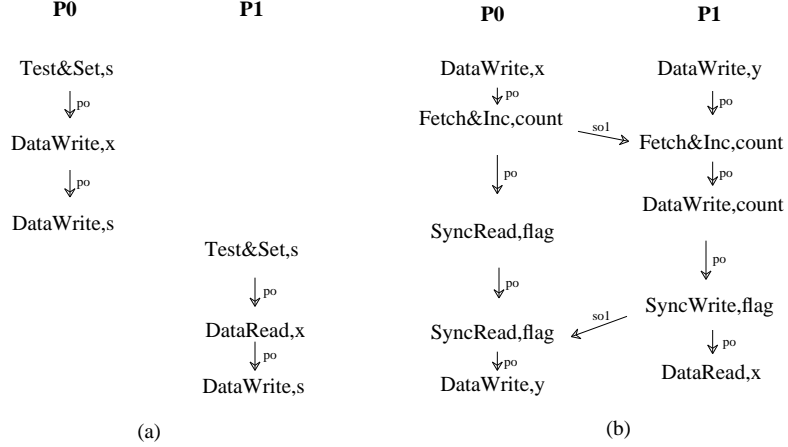 P0
P1
Test&Set,s
po
DataWrite,x
po
DataWrite,s
Test&Set,s
po
DataRead,x
po
DataWrite,s
(a)
P0
P1
DataWrite,x
po
Fetch&Inc,count
po
SyncRead,flag
po
SyncRead,flag
po
DataWrite,y
so1
so1
DataWrite,y
po
Fetch&Inc,count
po
DataWrite,count
po
SyncWrite,flag
po
DataRead,x
(b)